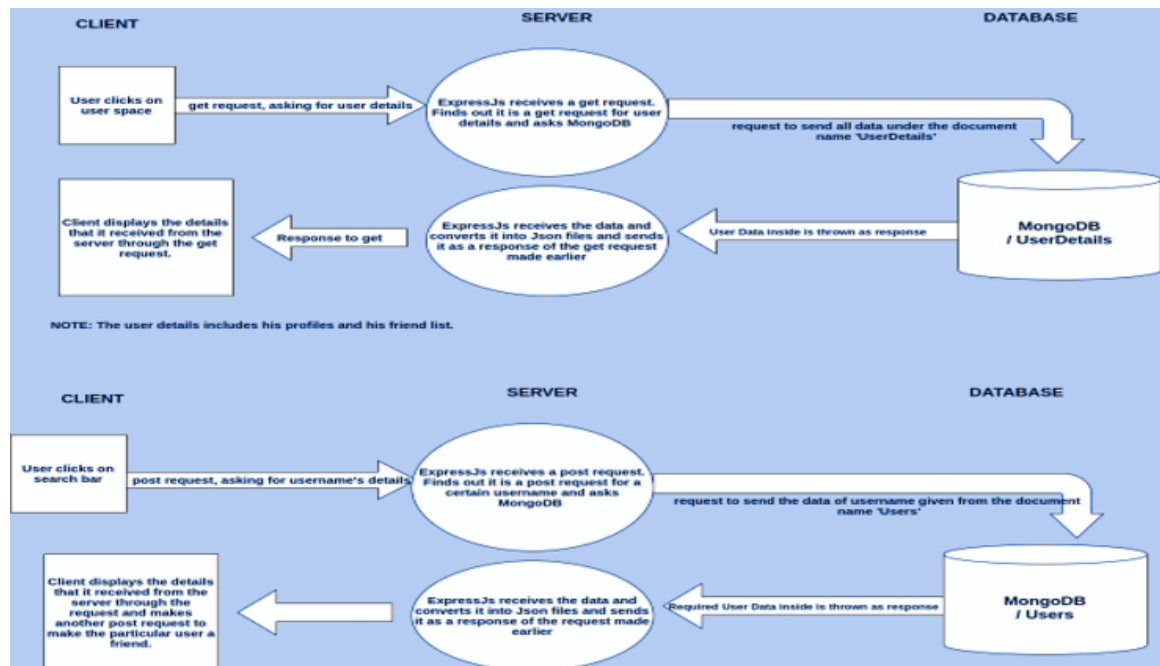 CLIENT
SERVER
DATABASE
User clicks on
user space
get request, asking for user details
ExpressJs receives a get request.
Finds out it is a get request for user
details and asks MongoDB
request to send all data under the document
name 'UserDetails'
Client displays the details
that it received from the
server through the get
request.
Response to get
ExpressJs receives the data and
converts it into Json files and sends
it as a response of the get request
made earlier
User Data inside is thrown as response
MongoDB
/ UserDetails
NOTE: The user details includes his profiles and his friend list.
CLIENT
SERVER
DATABASE
User clicks on
search bar
post request, asking for username's details
ExpressJs receives a post request.
Finds out it is a post request for a
certain username and asks
MongoDB
request to send the data of username given from the document
name 'Users'
Client displays the details
that it received from the
server through the
request and makes
another post request to
make the particular user a
friend.
ExpressJs receives the data and
converts it into Json files and sends
it as a response of the request made
earlier
Required User Data inside is thrown as response
MongoDB
/ Users